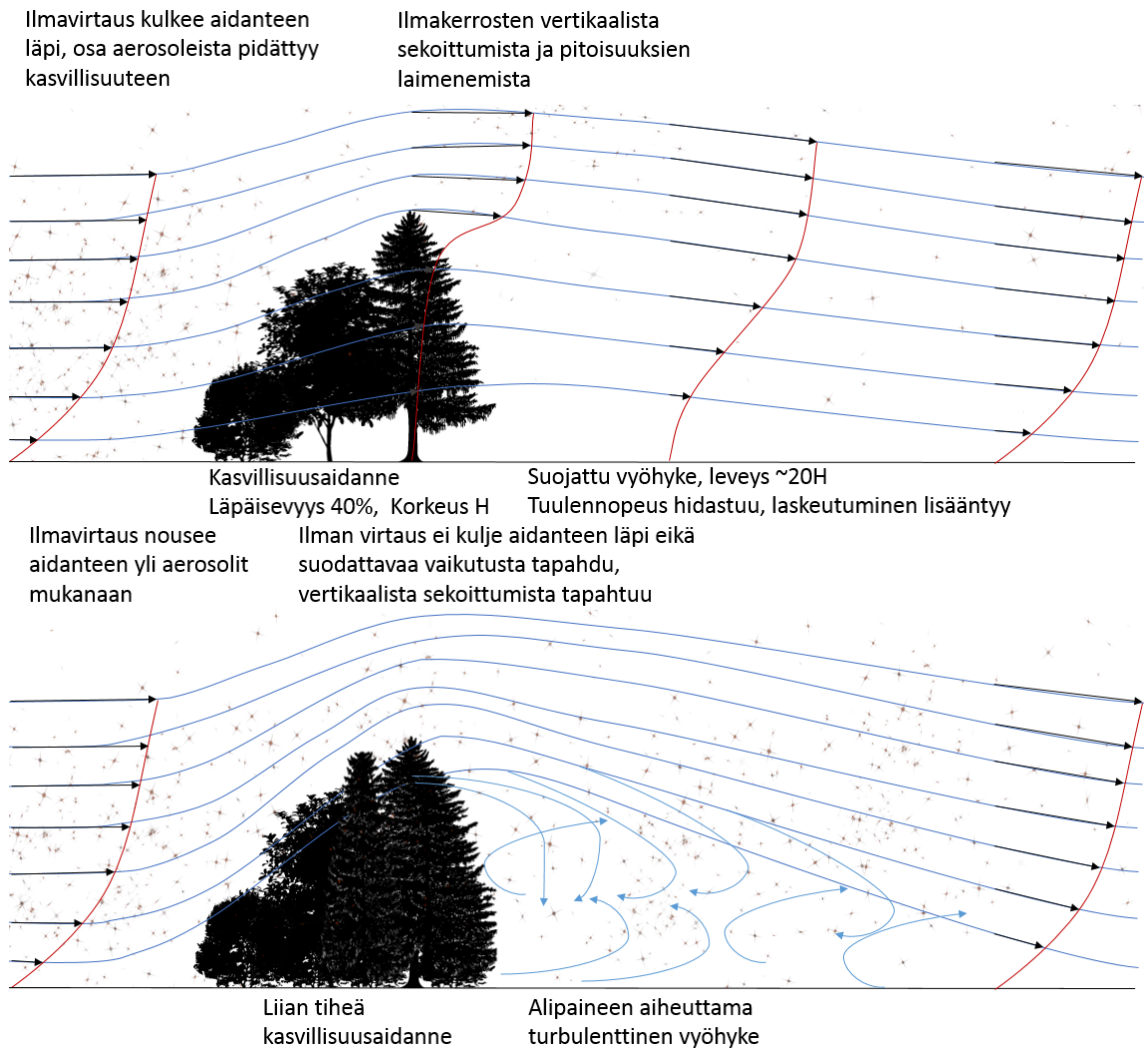 Ilmavirtaus kulkee aidanteen
läpi, osa aerosoleista pidättyy
kasvillisuuteen
Ilmakerrosten vertikaalista
sekoittumista ja pitoisuuksien
laimenemista
Kasvillisuusaidanne
Läpäisevyys 40%, Korkeus H
Suojattu vyöhyke, leveys ~20H
Tuulennopeus hidastuu, laskeutuminen lisääntyy
Ilmavirtaus nousee
aidanteen yli aerosolit
mukanaan
Ilman virtaus ei kulje aidanteen läpi eikä
suodattavaa vaikutusta tapahdu,
vertikaalista sekoittumista tapahtuu
Liian tiheä
kasvillisuusaidanne
Alipaineen aiheuttama
turbulenttinen vyöhyke